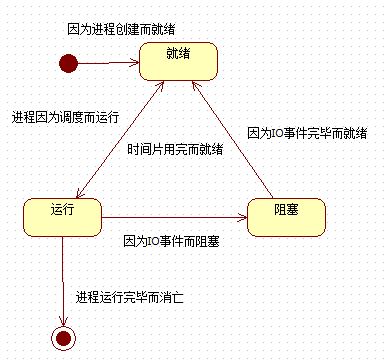 因为进程创建而就绪
就绪
进程因为调度而运行
因为IO事件完毕而就绪
时间片用完而就绪
运行
阻塞
因为IO事件而阻塞
进程运行完毕而消亡